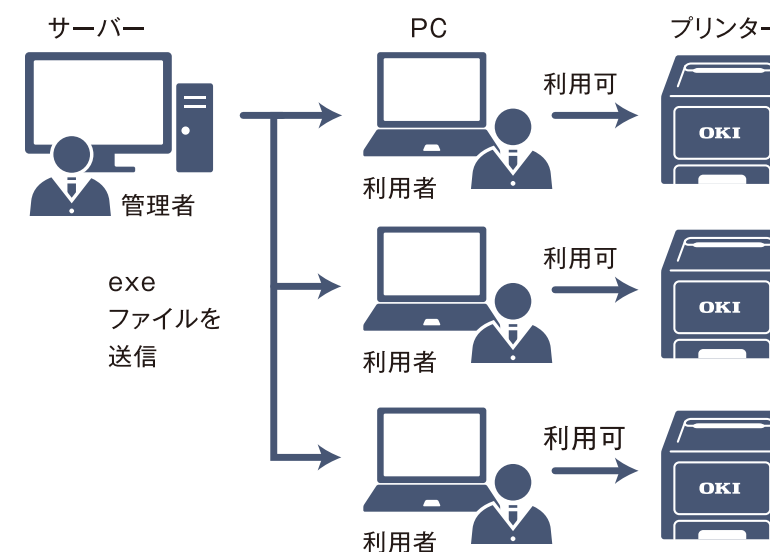 サーバー
PC
プリンター
利用可
OKI
利用者
管理者
exe
ファイルを
送信
利用可
OKI
利用者
利用可
OKI
利用者